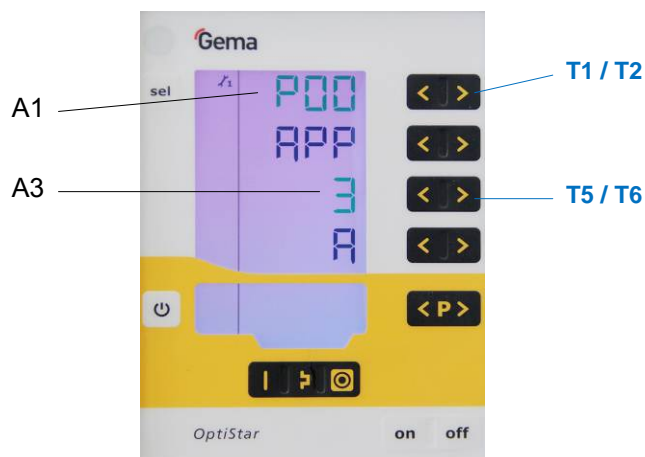 Gema
T1 / T2
sel
P00
A1
APP
A3
3
T5 / T6
A
< P >
OptiStar
on off